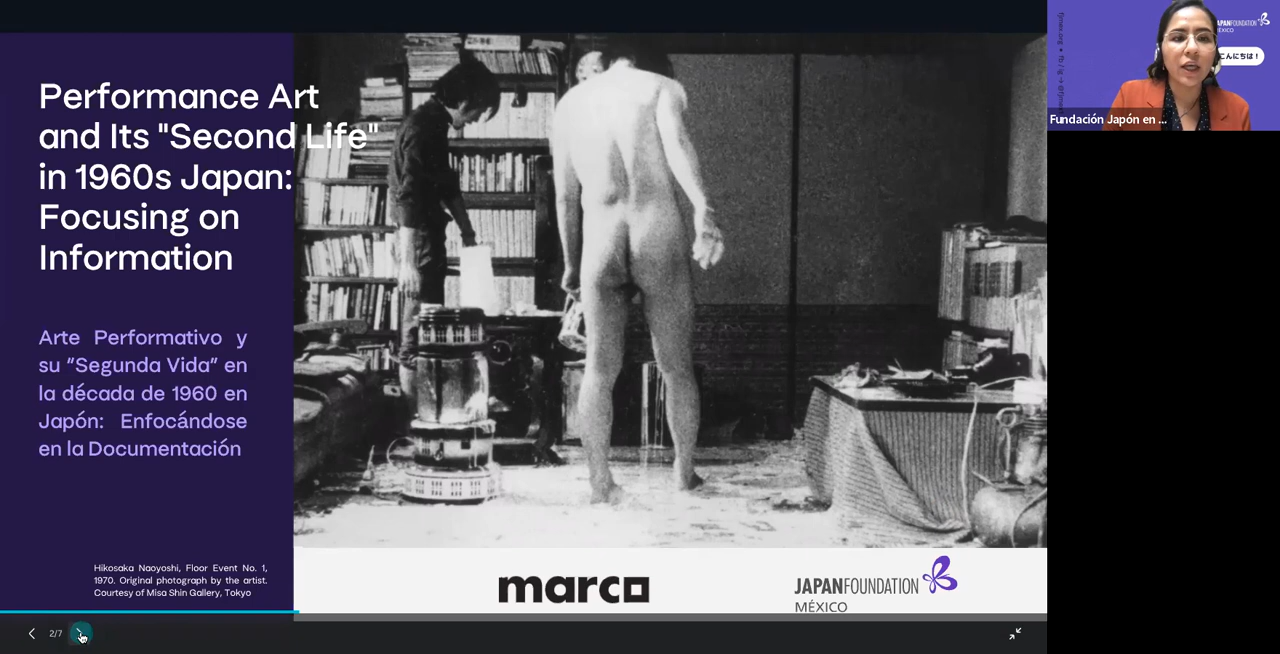 Performance Art
and Its "Second Life"
in 1960s Japan:
Focusing on
Information
Arte Performativo y
su “Segunda Vida” en
la década de 1960 en
Japón: Enfocándose
en la Documentación
Hikosaka Naoyoshi, Floor Event No. 1,
1970. Original photograph by the artist.
Courtesy of Misa Shin Gallery, Tokyo
marco
JAPANFOUNDATION
MÉXICO
2/7
JAPANFOUNDATION
MÉXICO
こんにちは！
Fundación Japón en ...